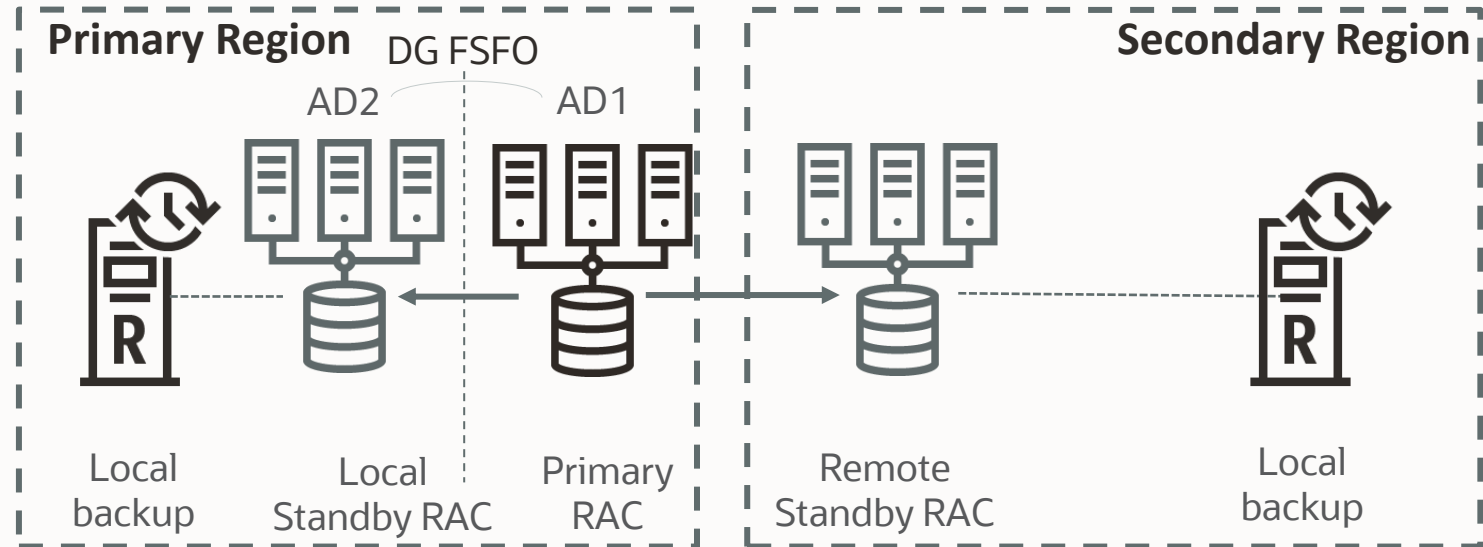 Primary Region
DG FSFO
Secondary Region
AD2
AD1
R
R
Local
backup
Local
Standby RAC
Primary
RAC
Remote
Standby RAC
Local
backup